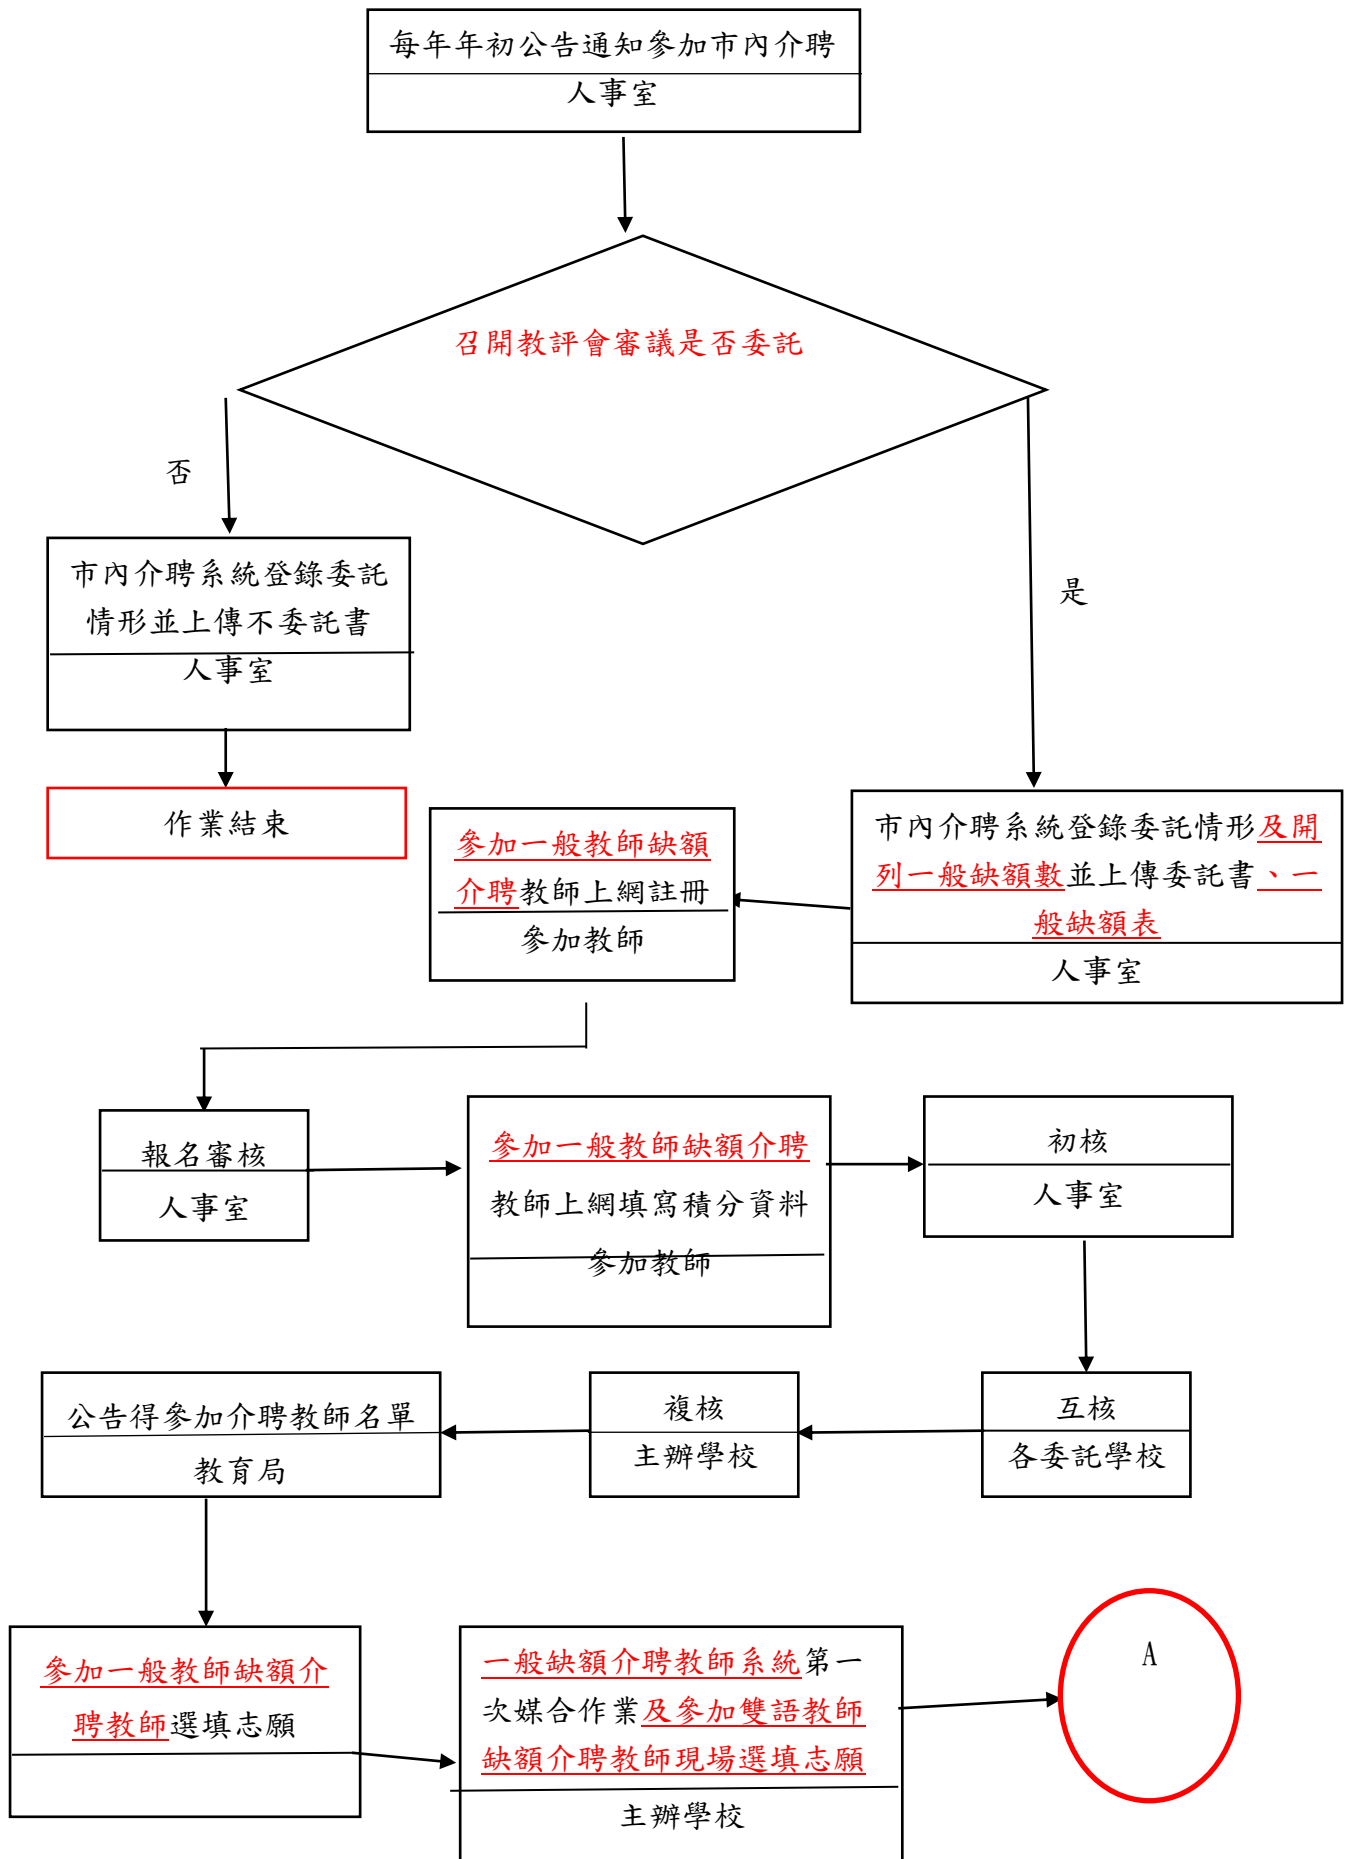 每年年初公告通知參加市內介聘
人事室
召開教評會審議是否委託
否
是
市內介聘系統登錄委託
情形並上傳不委託書
人事室
作業結束
市內介聘系統登錄委託情形及開
列一般缺額數並上傳委託書、一
般缺額表
人事室
參加一般教師缺額
介聘教師上網註冊
參加教師
報名審核
人事室
參加一般教師缺額介聘
教師上網填寫積分資料
參加教師
初核
人事室
互核
各委託學校
複核
主辦學校
公告得參加介聘教師名單
教育局
參加一般教師缺額介
聘教師選填志願
一般缺額介聘教師系統第一
次媒合作業及參加雙語教師
缺額介聘教師現場選填志願
主辦學校
A